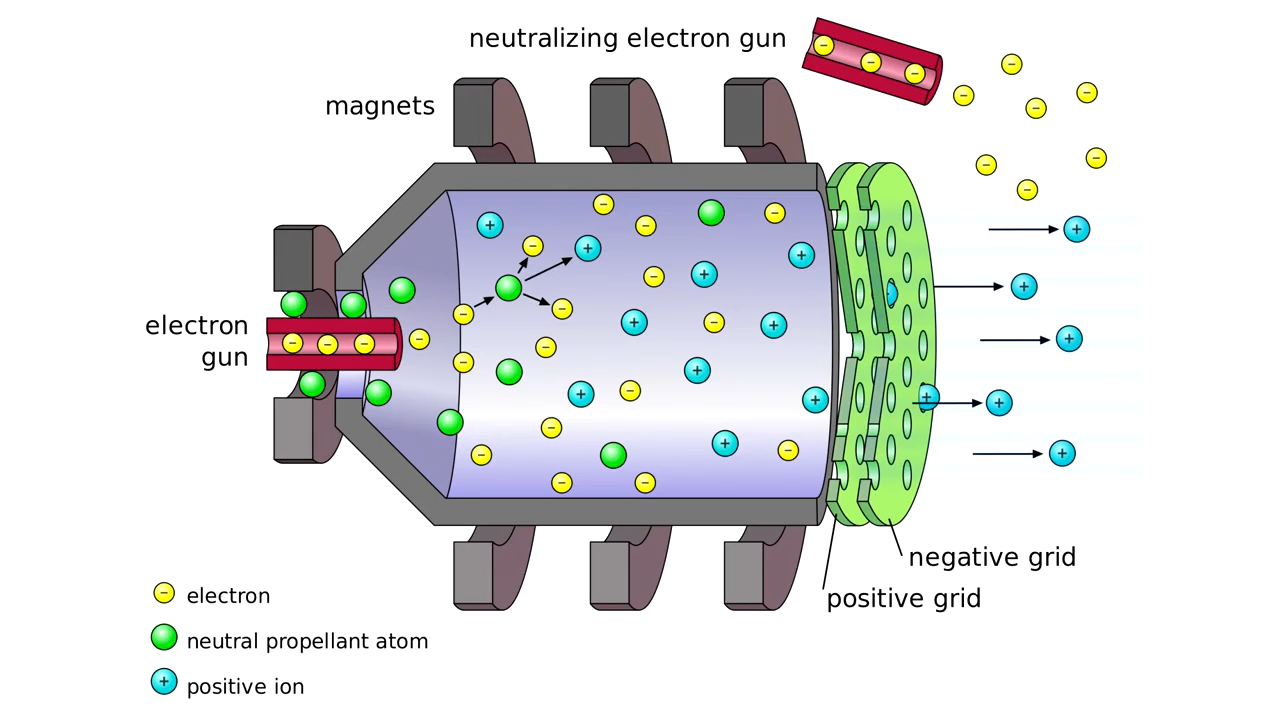 neutralizing electron gun
magnets
electron
gun
negative grid
positive grid
− electron
neutral propellant atom
+ positive ion